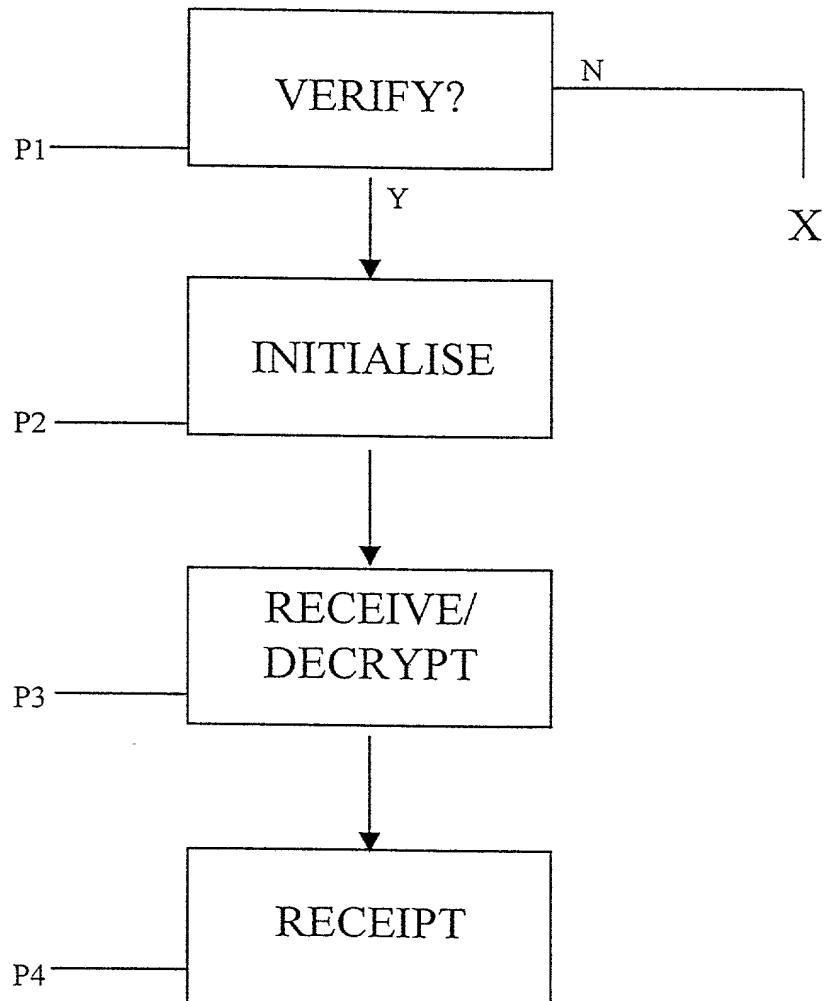 VERIFY?
N
P1
Y
X
INITIALISE
P2
RECEIVE/
DECRYPT
P3
RECEIPT
P4